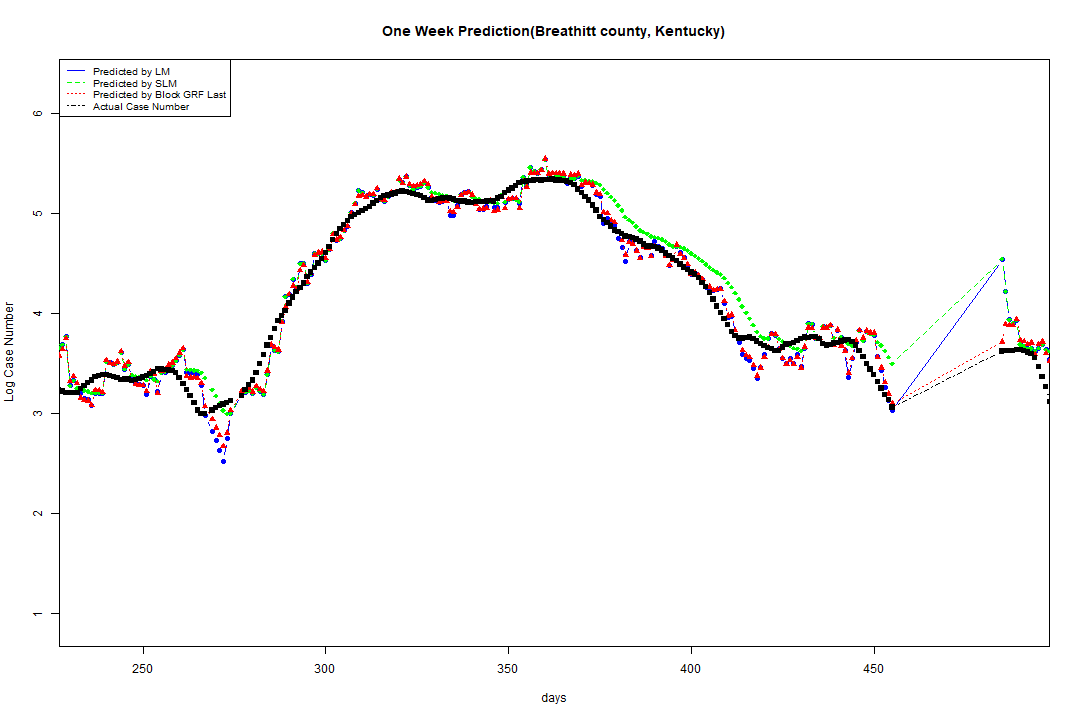 One Week Prediction(Breathitt county, Kentucky)
Predicted by LM
Predicted by SLM
Predicted by Block GRF Last
Actual Case Number
Log Case Number
6
5
4
3
2
1
250 300 350 400 450
days